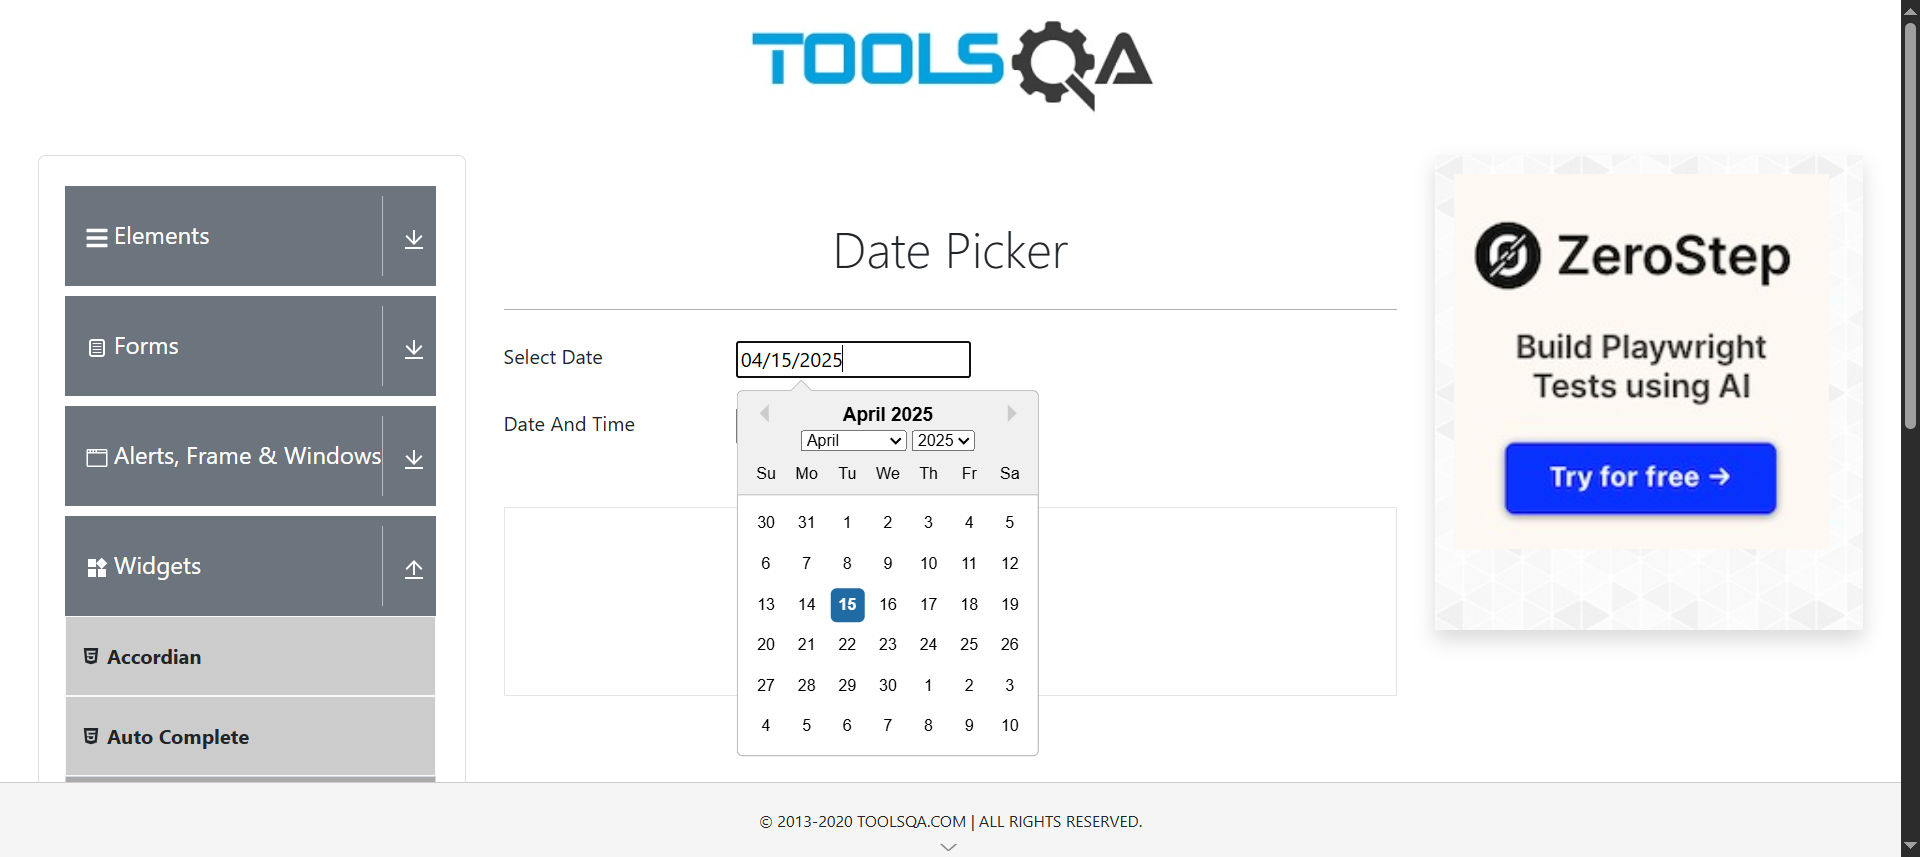 TOOLSQA
Elements
Forms
Alerts, Frame & Windows
Widgets
Accordian
Auto Complete
Date Picker
Select Date
04/15/2025
Date And Time
April 2025
April 2025
Su Mo Tu We Th Fr Sa
30 31 1 2 3 4 5
6 7 8 9 10 11 12
13 14 15 16 17 18 19
20 21 22 23 24 25 26
27 28 29 30 1 2 3
4 5 6 7 8 9 10
ZeroStep
Build Playwright
Tests using AI
Try for free →
© 2013-2020 TOOLSQA.COM | ALL RIGHTS RESERVED.